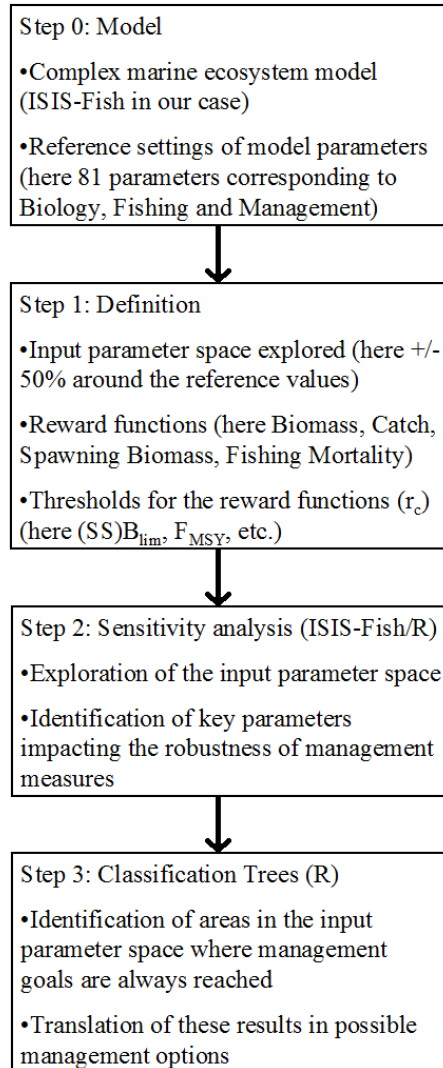 Step 0: Model
•Complex marine ecosystem model
(ISIS-Fish in our case)
•Reference settings of model parameters
(here 81 parameters corresponding to
Biology, Fishing and Management)
Step 1: Definition
•Input parameter space explored (here +/-
50% around the reference values)
•Reward functions (here Biomass, Catch,
Spawning Biomass, Fishing Mortality)
•Thresholds for the reward functions (r_c)
(here (SS)B_lim, F_MSY, etc.)
Step 2: Sensitivity analysis (ISIS-Fish/R)
•Exploration of the input parameter space
•Identification of key parameters
impacting the robustness of management
measures
Step 3: Classification Trees (R)
•Identification of areas in the input
parameter space where management
goals are always reached
•Translation of these results in possible
management options